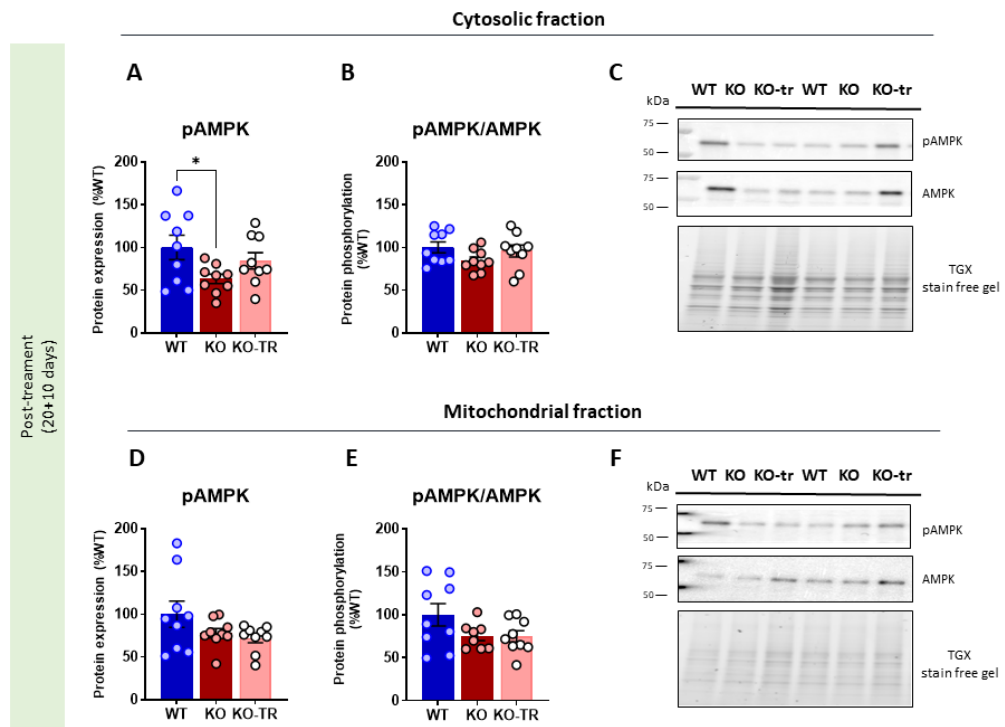 Cytosolic fraction
Post-treament
(20+10 days)
A
pAMPK
Protein expression (%WT)
200
150
100
50
0
*
WT KO KO-TR
B
pAMPK/AMPK
Protein phosphorylation
(%WT)
200
150
100
50
0
WT KO KO-TR
C
WT KO KO-tr WT KO KO-tr
kDa
75
50
pAMPK
75
50
AMPK
TGX
stain free gel
Mitochondrial fraction
D
pAMPK
Protein expression (%WT)
200
150
100
50
0
WT KO KO-TR
E
pAMPK/AMPK
Protein phosphorylation
(%WT)
200
150
100
50
0
WT KO KO-TR
F
WT KO KO-tr WT KO KO-tr
kDa
75
50
pAMPK
75
50
AMPK
TGX
stain free gel